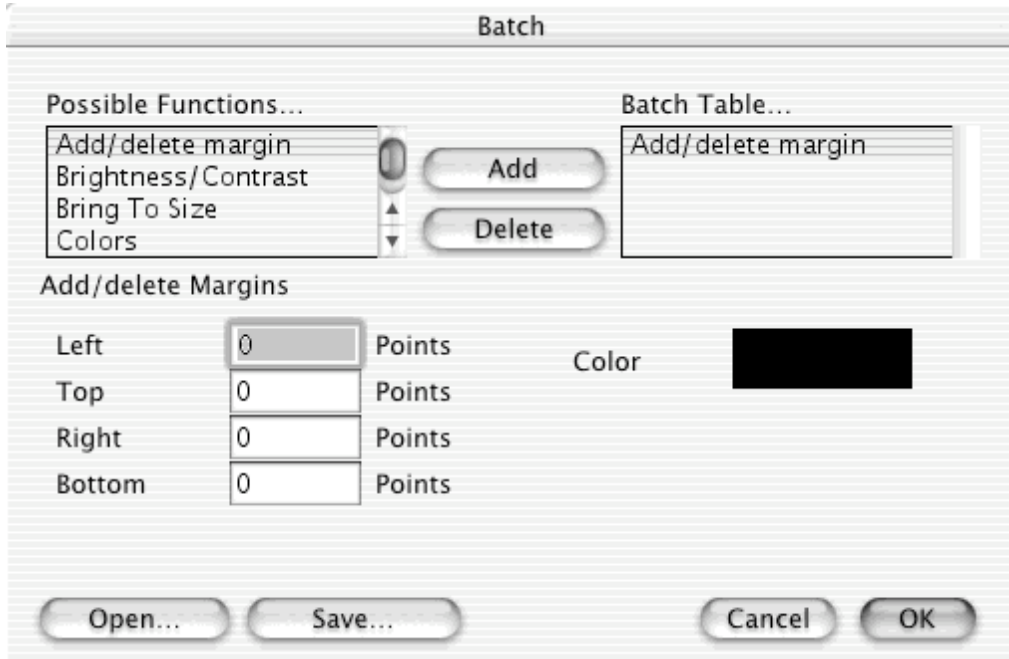 Batch
Possible Functions...
Batch Table...
Add/delete margin
Brightness/Contrast
Bring To Size
Colors
Add
Delete
Add/delete margin
Add/delete Margins
Left 0 Points
Top 0 Points
Right 0 Points
Bottom 0 Points
Color
Open...
Save...
Cancel
OK